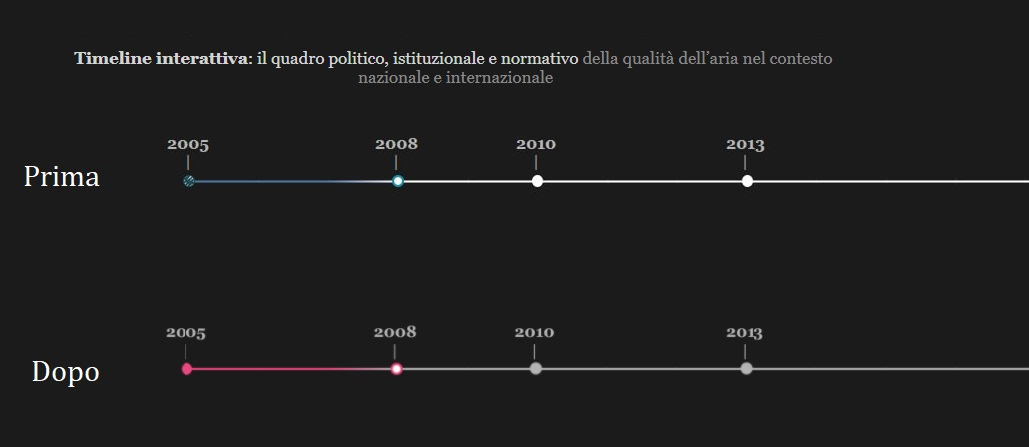 Timeline interattiva: il quadro politico, istituzionale e normativo della qualità dell’aria nel contesto
nazionale e internazionale
2005 2008 2010 2013
Prima
2005 2008 2010 2013
Dopo